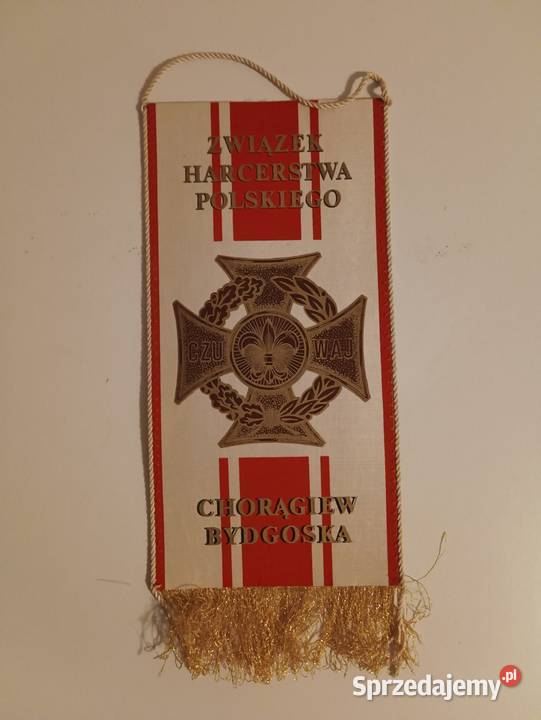 ZWIĄZEK
HARCERSTWA
POLSKIEGO
CZU WAJ
CHORĄGIEW
BYDGOSKA
Sprzedajemy.pl